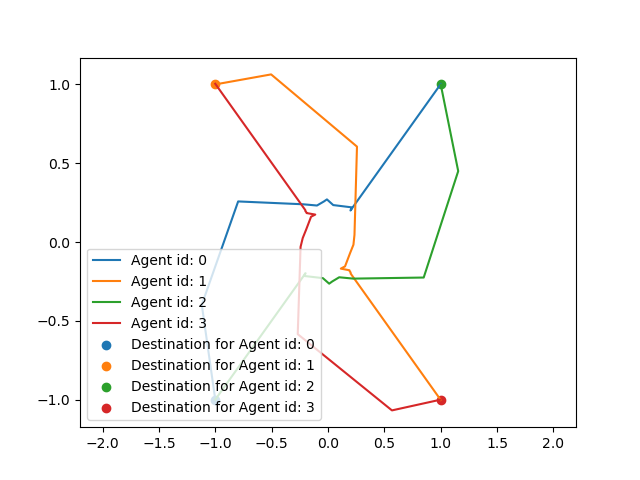 1.0
0.5
0.0
−0.5
−1.0
Agent id: 0
Agent id: 1
Agent id: 2
Agent id: 3
Destination for Agent id: 0
Destination for Agent id: 1
Destination for Agent id: 2
Destination for Agent id: 3
−2.0 −1.5 −1.0 −0.5 0.0 0.5 1.0 1.5 2.0